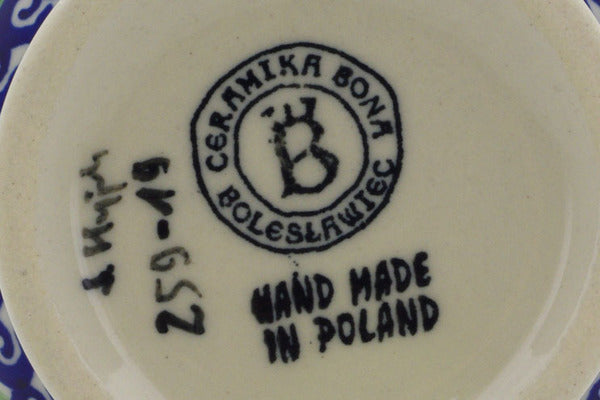 CERAMIKA BONA
B
BOLESŁAWIEC
HAND MADE
IN POLAND
259-19